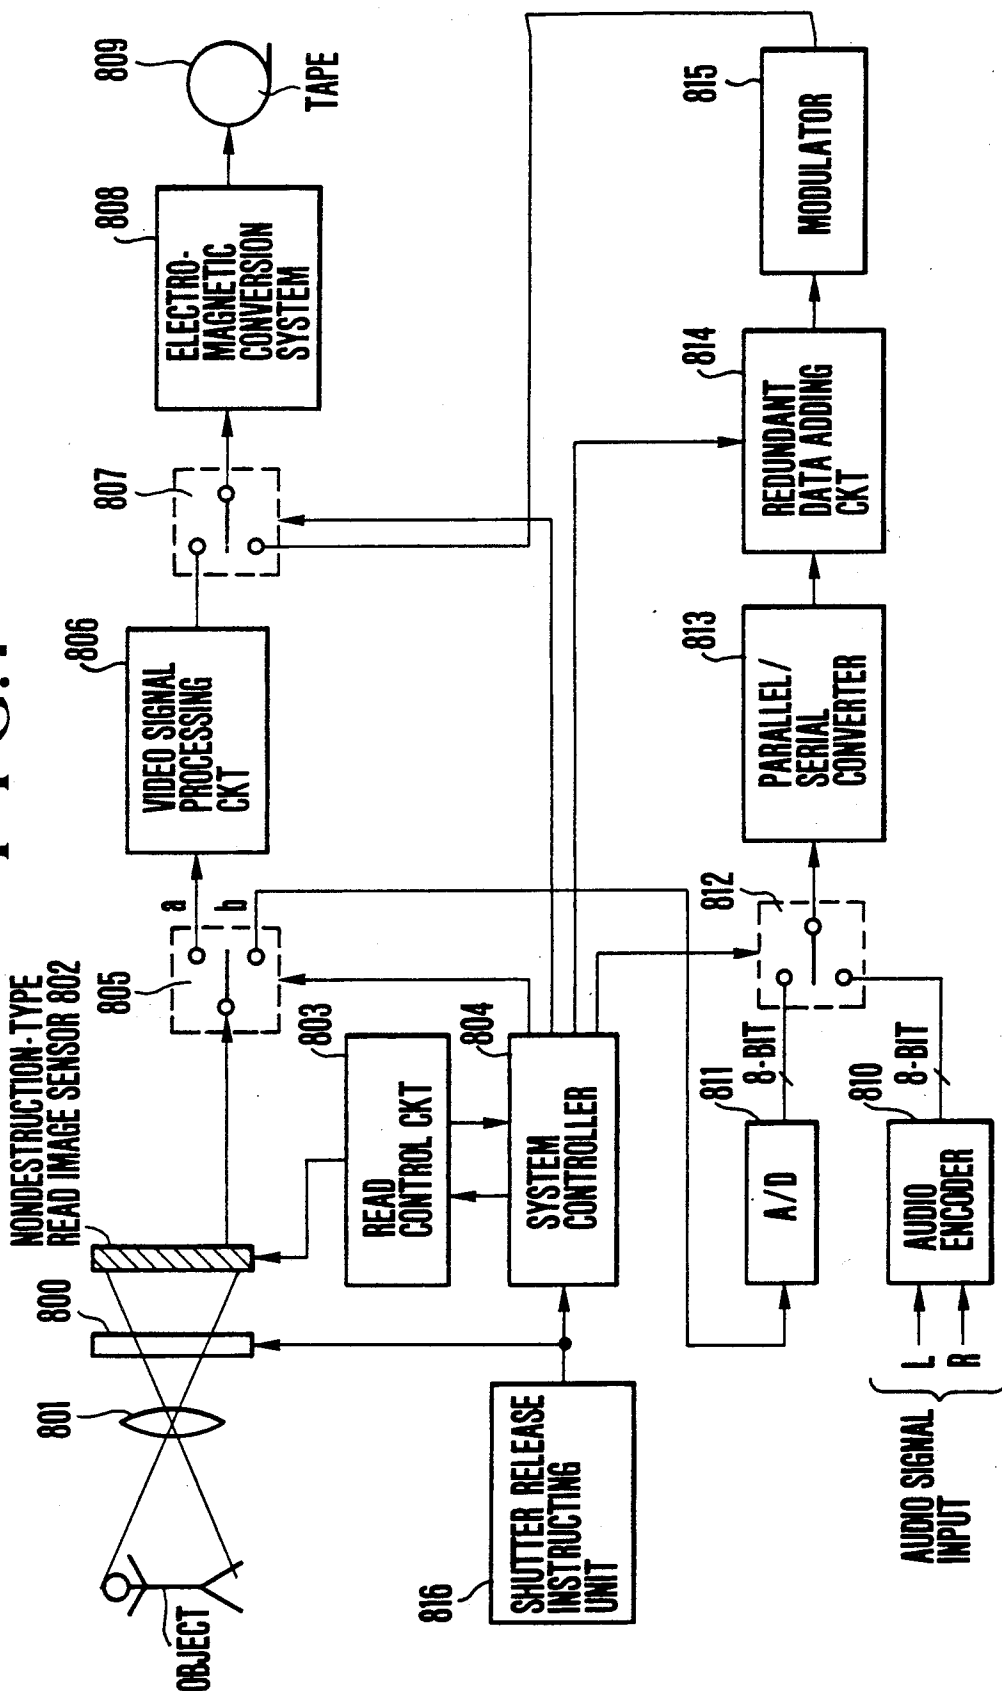 809
TAPE
808
ELECTRO-
MAGNETIC
CONVERSION
SYSTEM
807
806
VIDEO SIGNAL
PROCESSING
CKT
a
b
805
NONDESTRUCTION-TYPE
READ IMAGE SENSOR 802
800
801
OBJECT
803
READ
CONTROL CKT
804
SYSTEM
CONTROLLER
816
SHUTTER RELEASE
INSTRUCTING
UNIT
815
MODULATOR
814
REDUNDANT
DATA ADDING
CKT
813
PARALLEL/
SERIAL
CONVERTER
812
8-BIT
811
A/D
8-BIT
810
AUDIO
ENCODER
L
R
AUDIO SIGNAL
INPUT